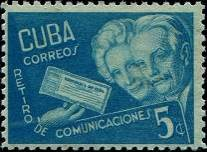 CUBA
CORREOS
RETIRO DE COMUNICACIONES
5¢